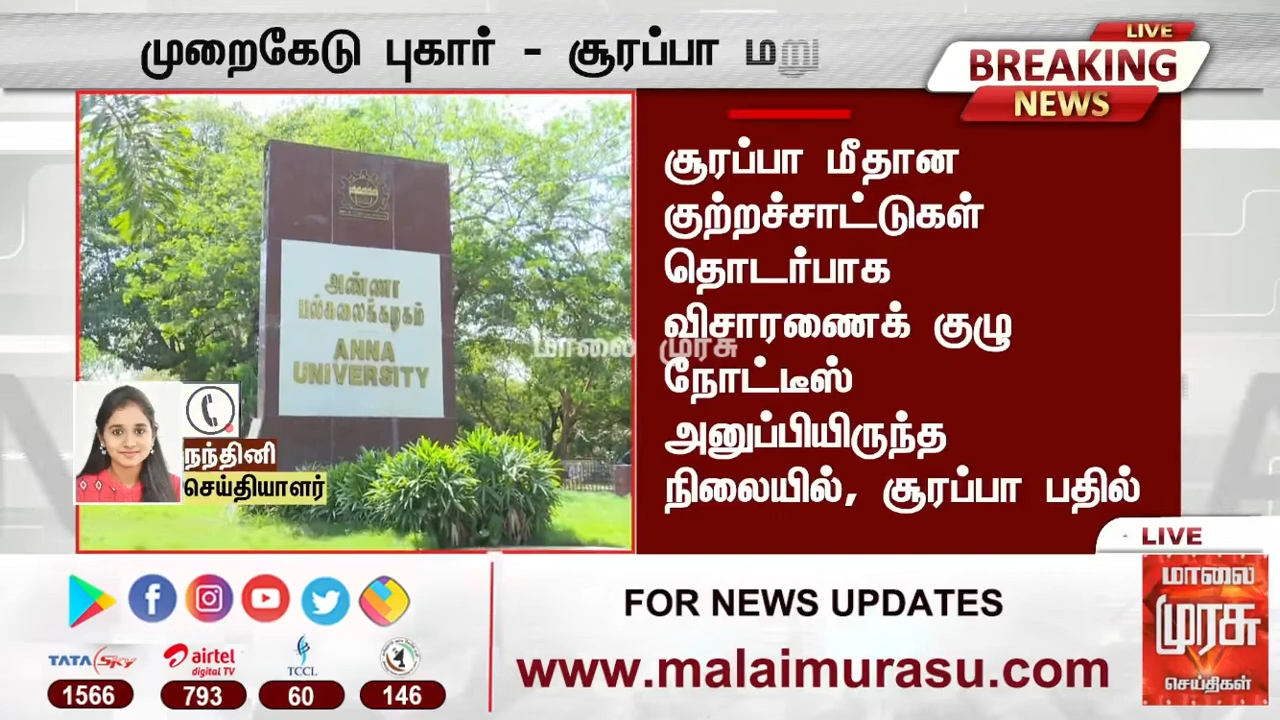 முறைகேடு புகார் - சூரப்பா மறு
LIVE
BREAKING
NEWS
அண்ணா
பல்கலைக்கழகம்
ANNA
UNIVERSITY
சூரப்பா மீதான
குற்றச்சாட்டுகள்
தொடர்பாக
விசாரணைக் குழு
நோட்டீஸ்
அனுப்பியிருந்த
நிலையில், சூரப்பா பதில்
மாலை முரசு
நந்தினி
செய்தியாளர்
LIVE
மாலை
முரசு
செய்திகள்
FOR NEWS UPDATES
www.malaimurasu.com
TATA Sky
airtel
digital TV
TCCL
1566
793
60
146